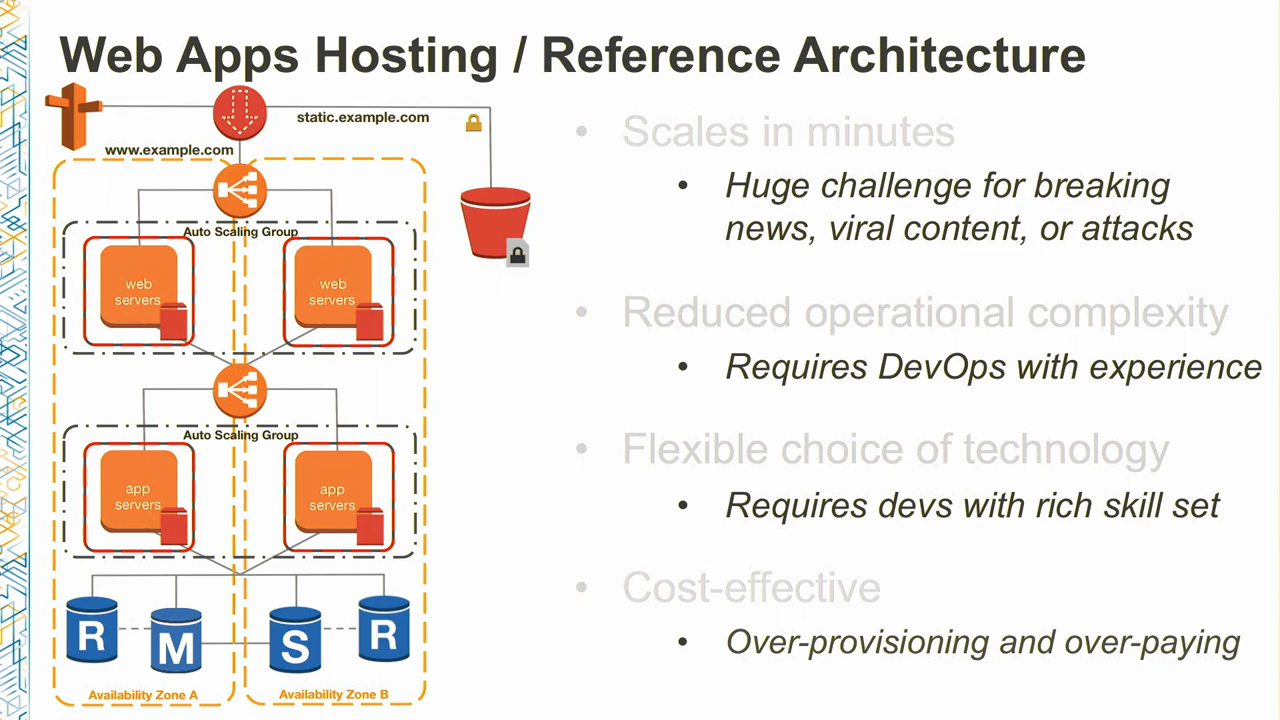 Web Apps Hosting / Reference Architecture
static.example.com
www.example.com
Auto Scaling Group
web
servers
web
servers
Auto Scaling Group
app
servers
app
servers
R
M
S
R
Availability Zone A
Availability Zone B
• Scales in minutes
• Huge challenge for breaking
news, viral content, or attacks
• Reduced operational complexity
• Requires DevOps with experience
• Flexible choice of technology
• Requires devs with rich skill set
• Cost-effective
• Over-provisioning and over-paying